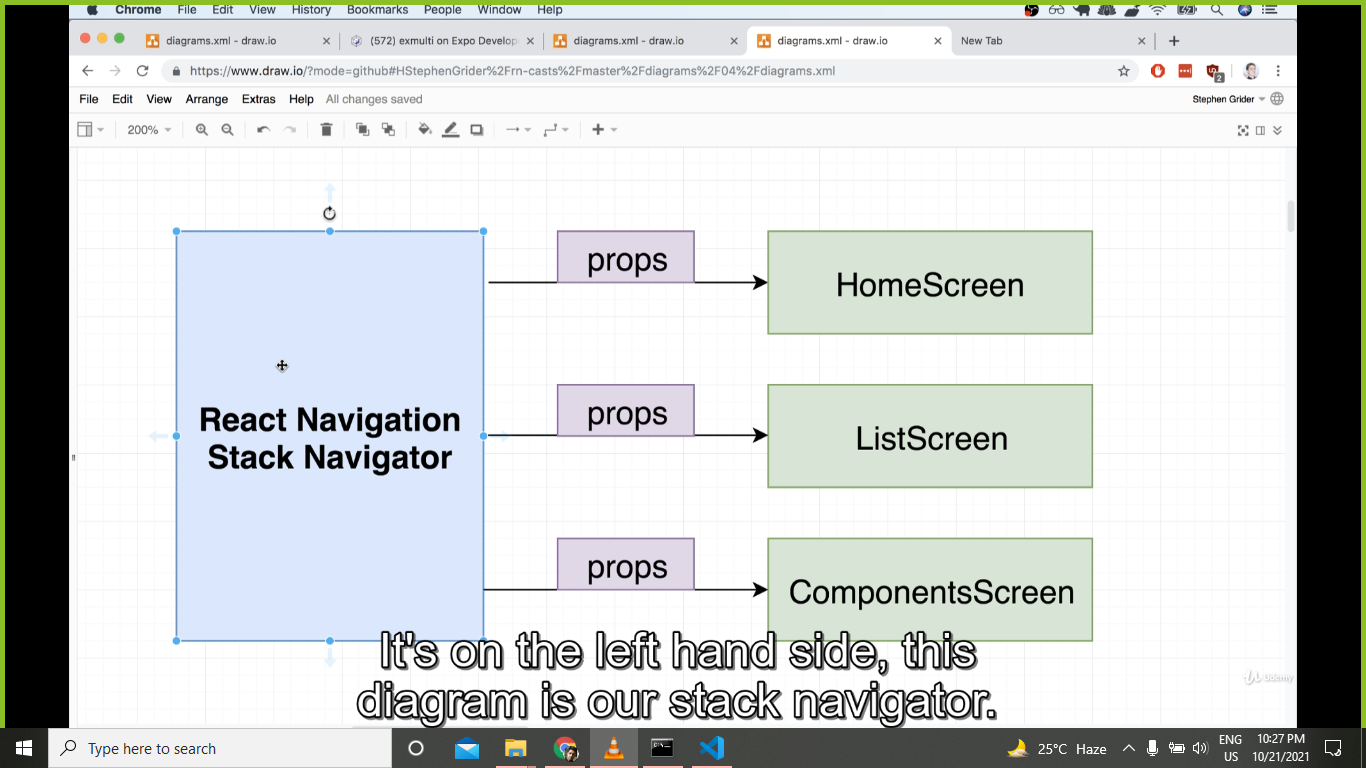 Chrome File Edit View History Bookmarks People Window Help
diagrams.xml - draw.io
(572) exmulti on Expo Develop
diagrams.xml - draw.io
diagrams.xml - draw.io
New Tab
https://www.draw.io/?mode=github#HStephenGrider%2Frn-casts%2Fmaster%2Fdiagrams%2F04%2Fdiagrams.xml
2
File Edit View Arrange Extras Help All changes saved
Stephen Grider
200%
props
HomeScreen
React Navigation
Stack Navigator
props
ListScreen
props
ComponentsScreen
It's on the left hand side, this
diagram is our stack navigator.
Udemy
Type here to search
25°C Haze
ENG
US
10:27 PM
10/21/2021